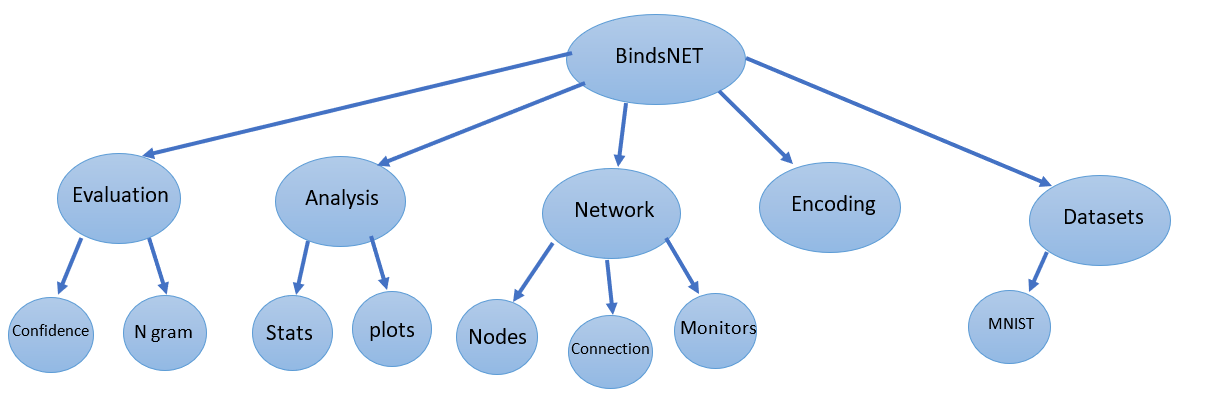 BindsNET
Evaluation
Analysis
Network
Encoding
Datasets
Confidence
N gram
Stats
plots
Nodes
Connection
Monitors
MNIST